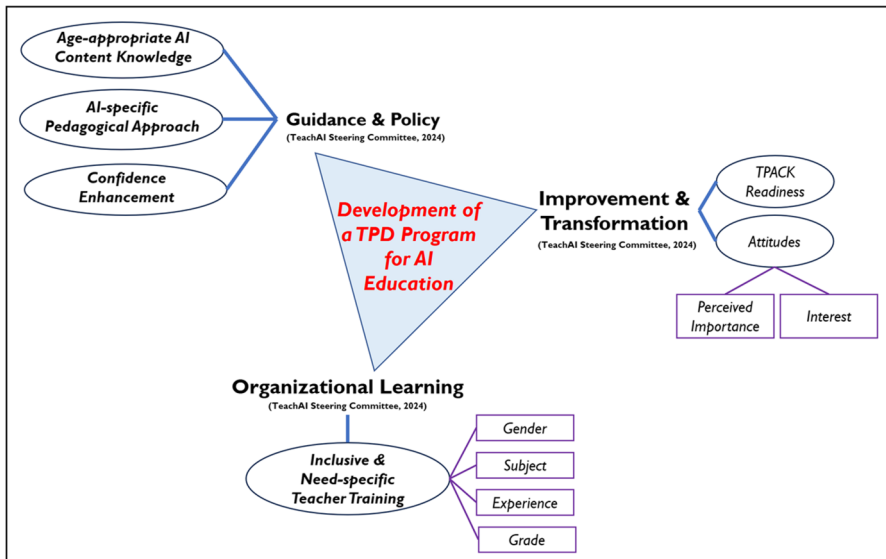 Age-appropriate AI
Content Knowledge
AI-specific
Pedagogical Approach
Confidence
Enhancement
Guidance & Policy
(TeachAI Steering Committee, 2024)
Development of
a TPD Program
for AI
Education
Improvement &
Transformation
(TeachAI Steering Committee, 2024)
TPACK
Readiness
Attitudes
Perceived
Importance
Interest
Organizational Learning
(TeachAI Steering Committee, 2024)
Inclusive &
Need-specific
Teacher Training
Gender
Subject
Experience
Grade